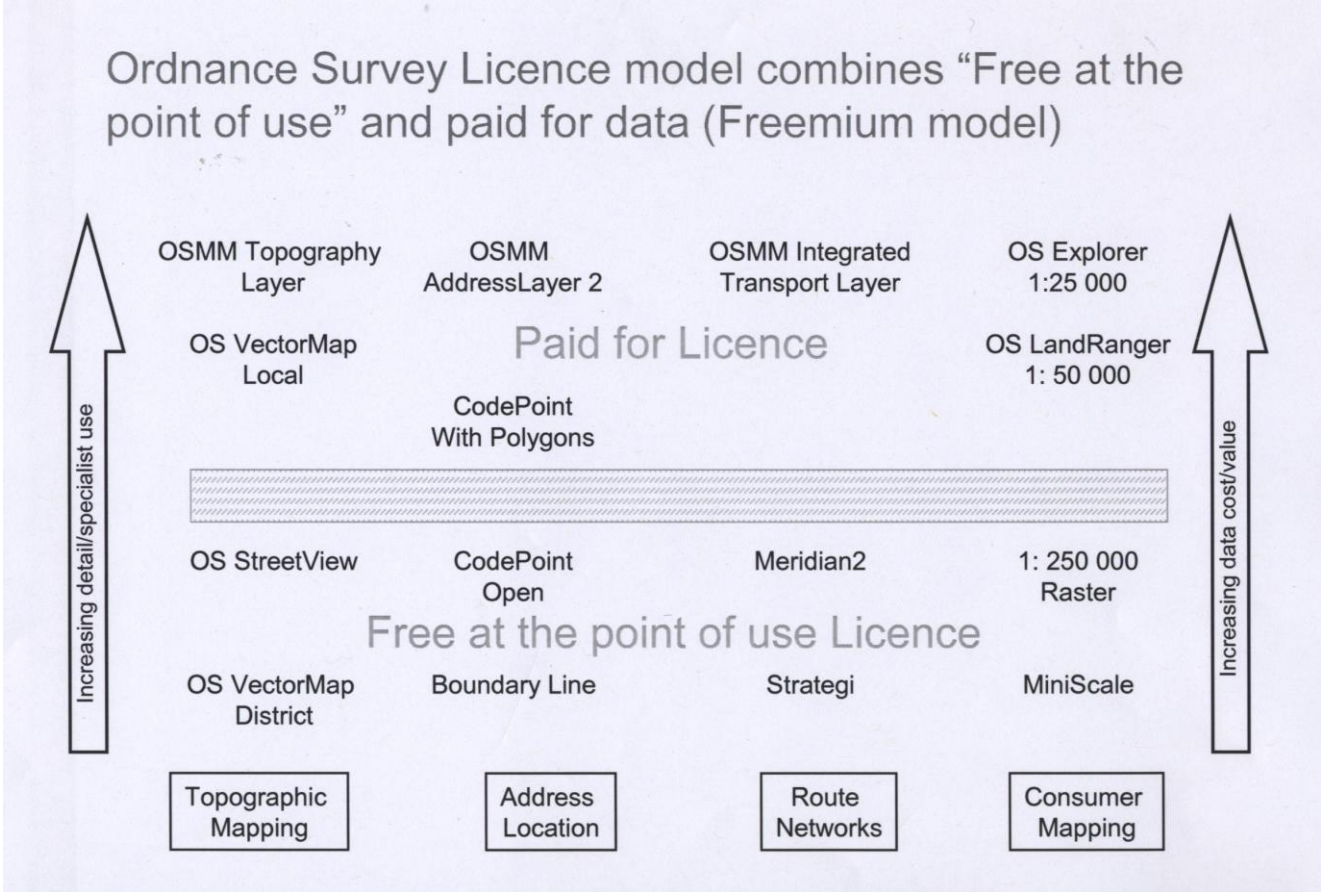 Ordnance Survey Licence model combines “Free at the
point of use” and paid for data (Freemium model)
Increasing detail/specialist use
OSMM Topography
Layer
OSMM
AddressLayer 2
OSMM Integrated
Transport Layer
OS Explorer
1:25 000
OS VectorMap
Local
Paid for Licence
OS LandRanger
1: 50 000
CodePoint
With Polygons
OS StreetView
CodePoint
Open
Meridian2
1: 250 000
Raster
Free at the point of use Licence
OS VectorMap
District
Boundary Line
Strategi
MiniScale
Increasing data cost/value
Topographic
Mapping
Address
Location
Route
Networks
Consumer
Mapping